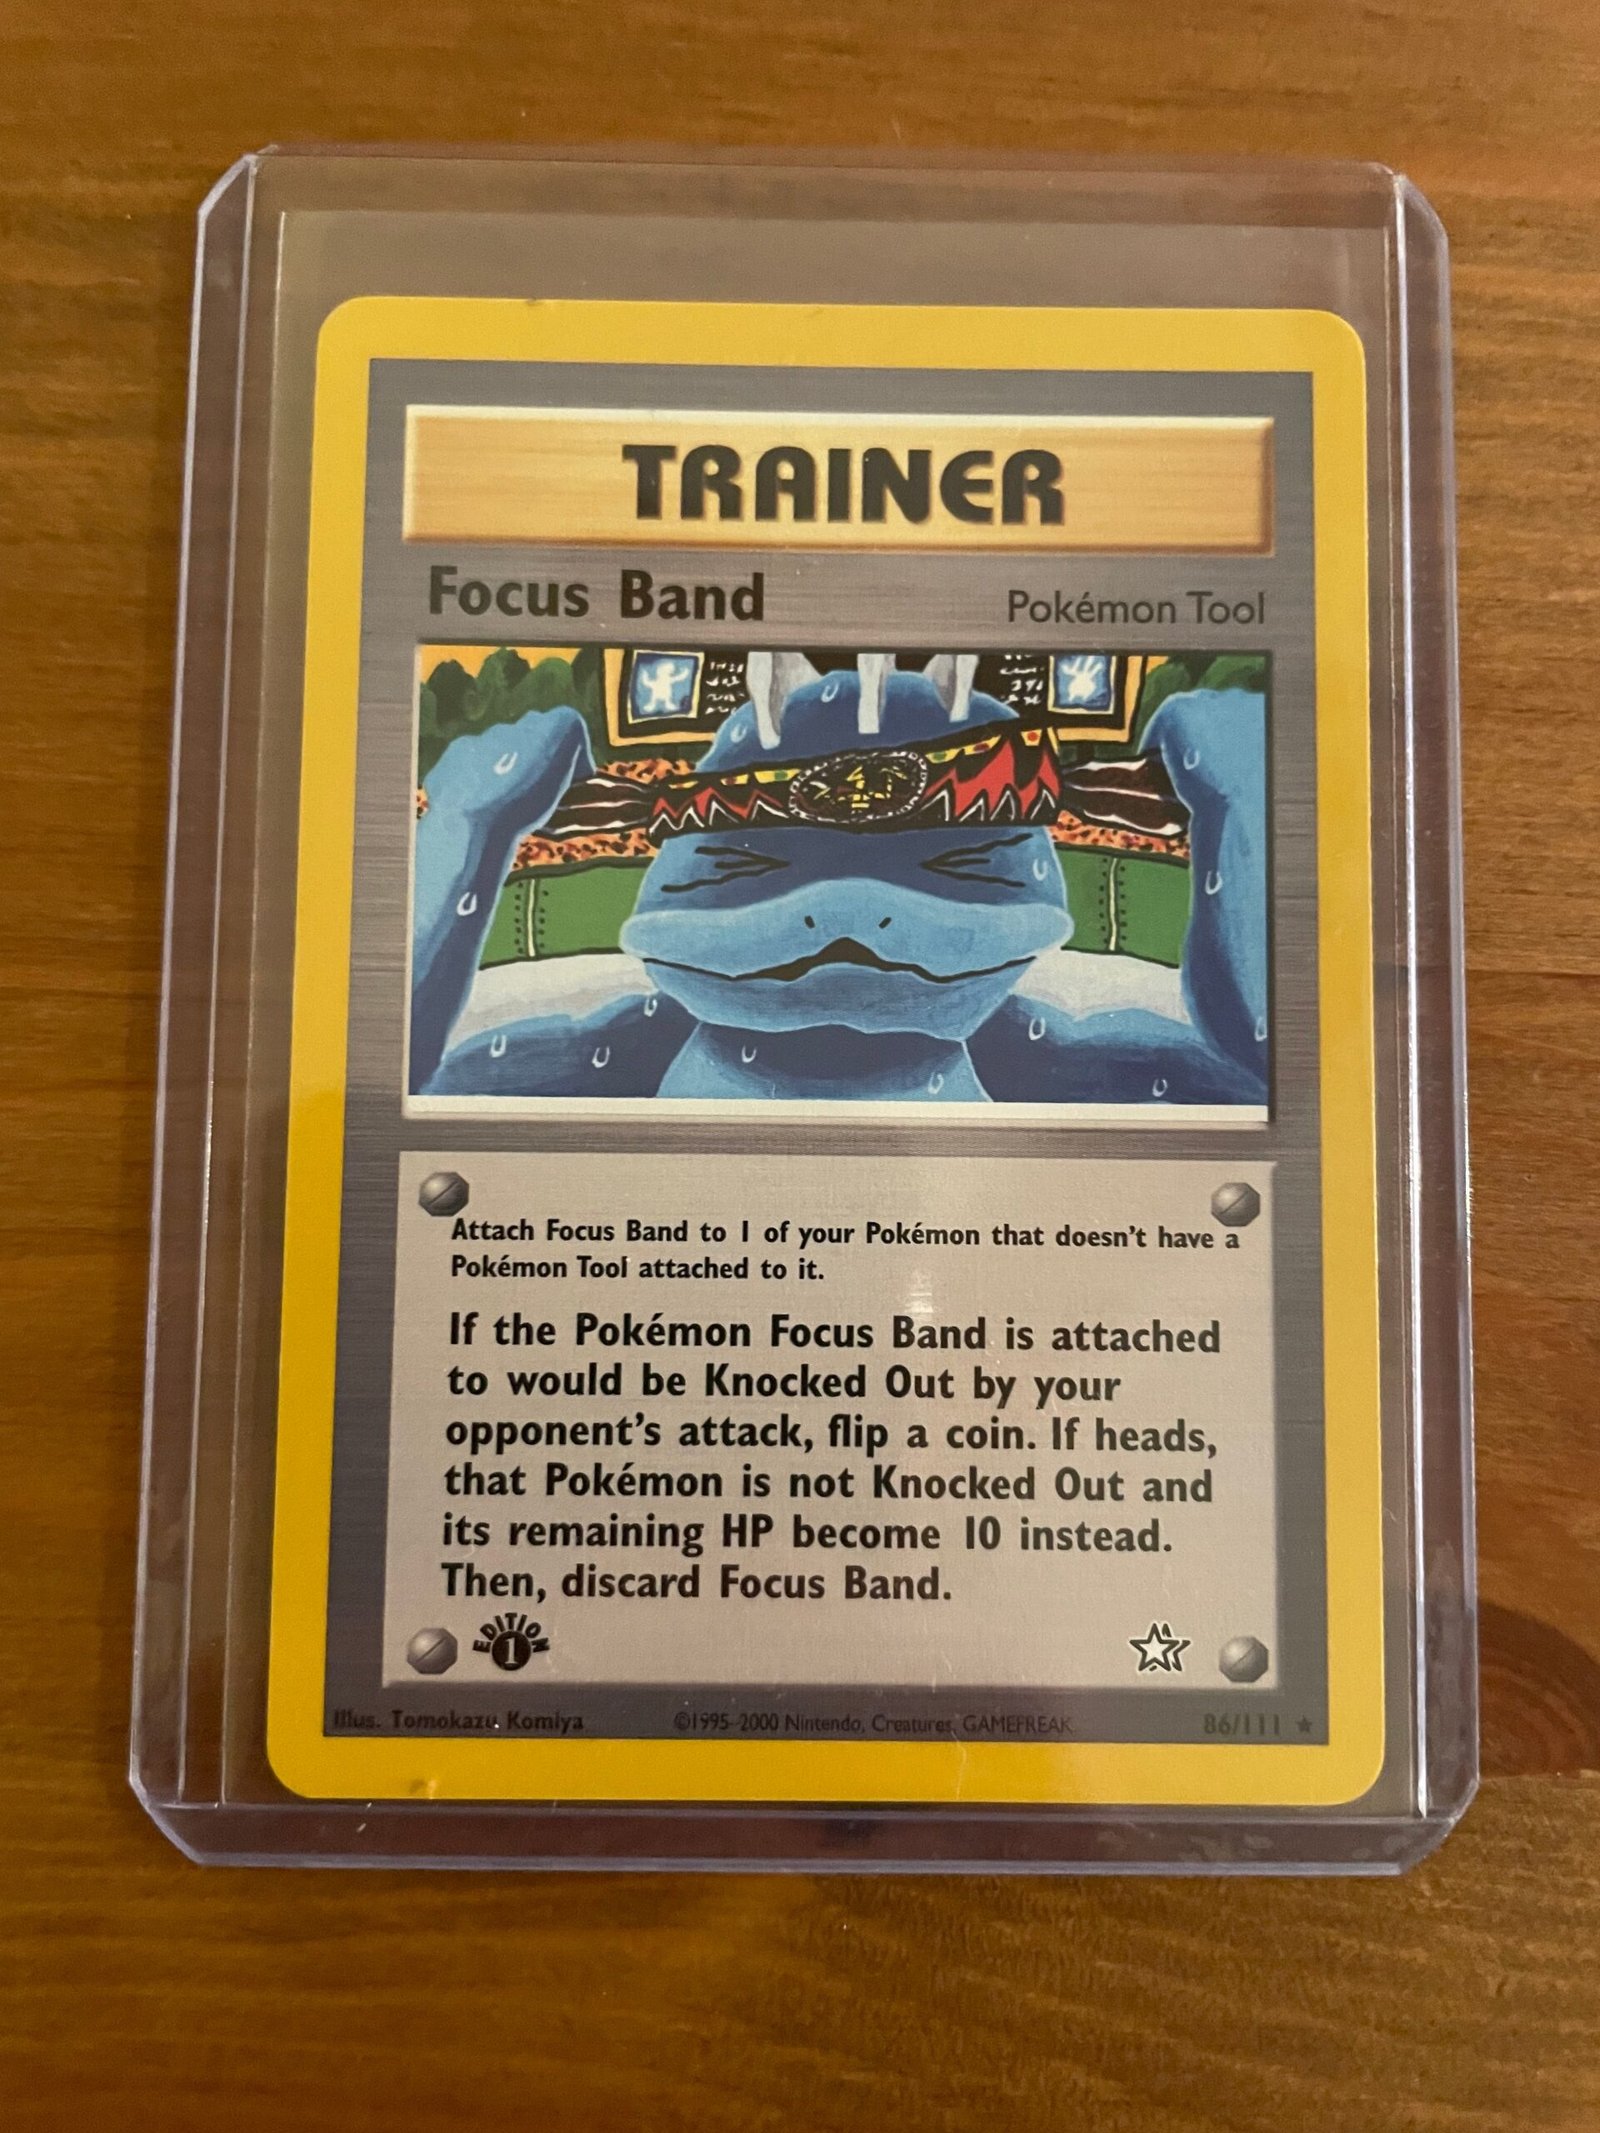 TRAINER
Focus Band Pokémon Tool
Attach Focus Band to 1 of your Pokémon that doesn't have a
Pokémon Tool attached to it.
If the Pokémon Focus Band is attached
to would be Knocked Out by your
opponent's attack, flip a coin. If heads,
that Pokémon is not Knocked Out and
its remaining HP become 10 instead.
Then, discard Focus Band.
EDITION
1
Illus. Tomokazu Komiya ©1995-2000 Nintendo, Creatures, GAMEFREAK 86/111 ★